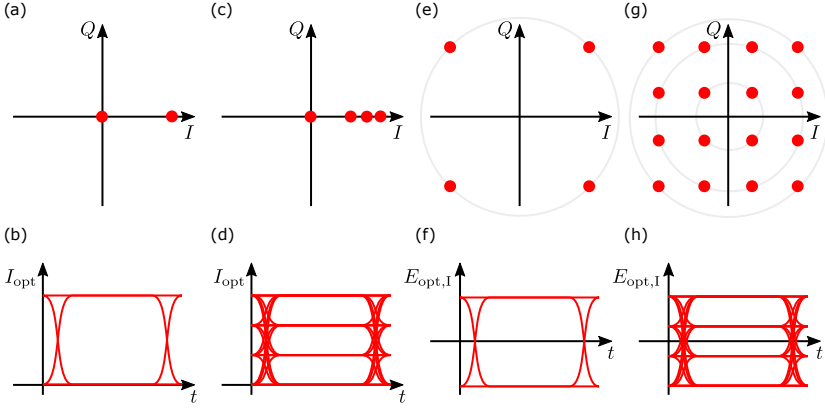 (a) (c) (e) (g)
Q Q Q Q
I I I I
(b) (d) (f) (h)
I_opt I_opt E_opt,I E_opt,I
t t
t t